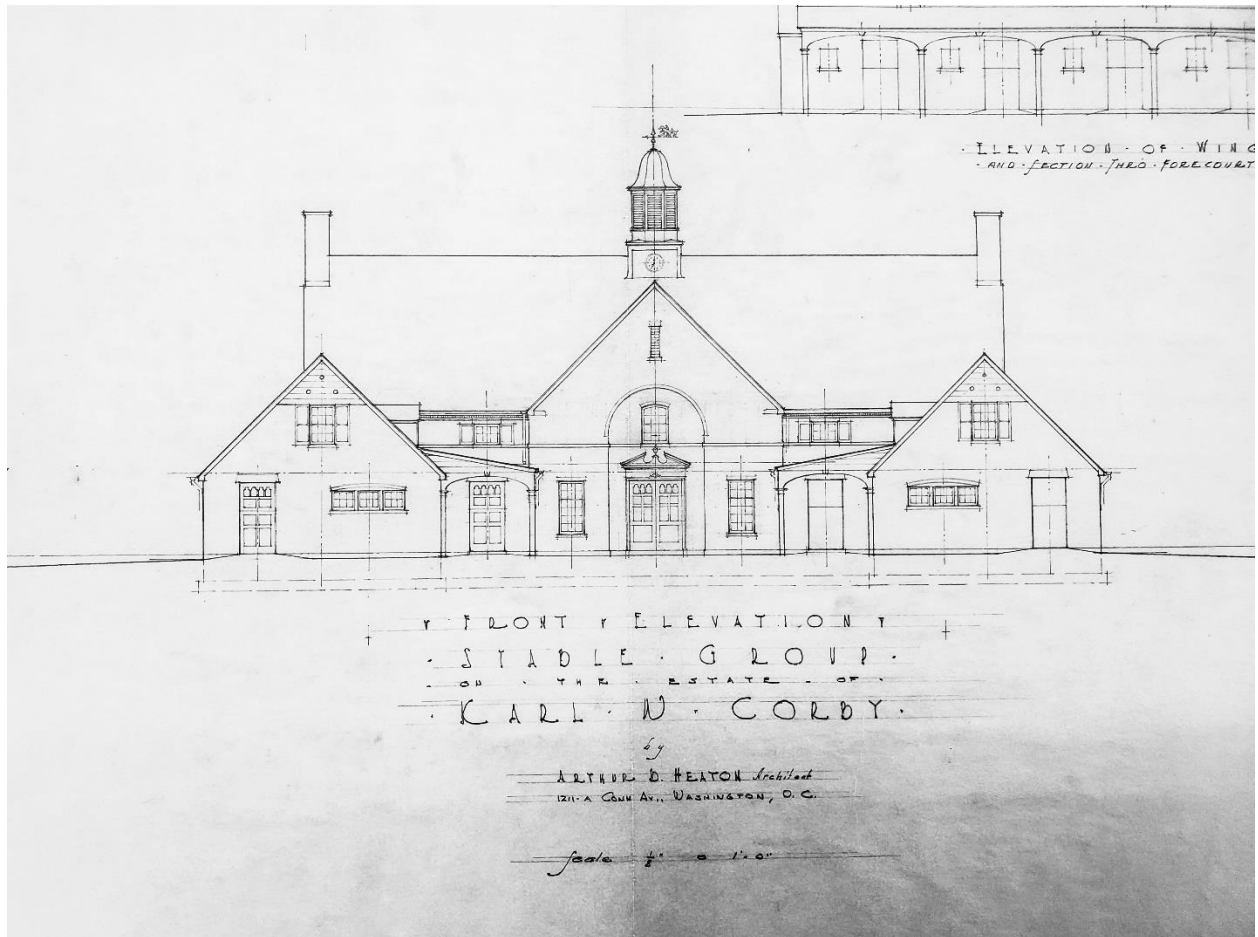 · ELEVATION · OF · WING
· AND · SECTION · THRO · FORECOURT
FRONT ELEVATION
· STABLE · GROUP ·
· ON · THE · ESTATE · OF ·
· KARL · W · CORBY ·
by
ARTHUR B. HEATON Architect
1211-A CONN AV., WASHINGTON, D.C.
Scale ⅛" = 1'-0"